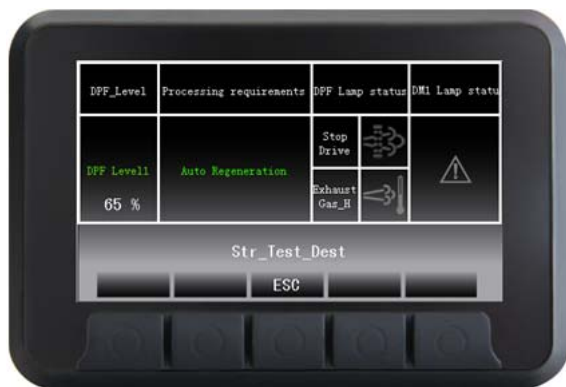 DPF_Level
Processing requirements
DPF Lamp status
DM1 Lamp statu
DPF Level1
65 %
Auto Regeneration
Stop
Drive
Exhaust
Gas_H
Str_Test_Dest
ESC